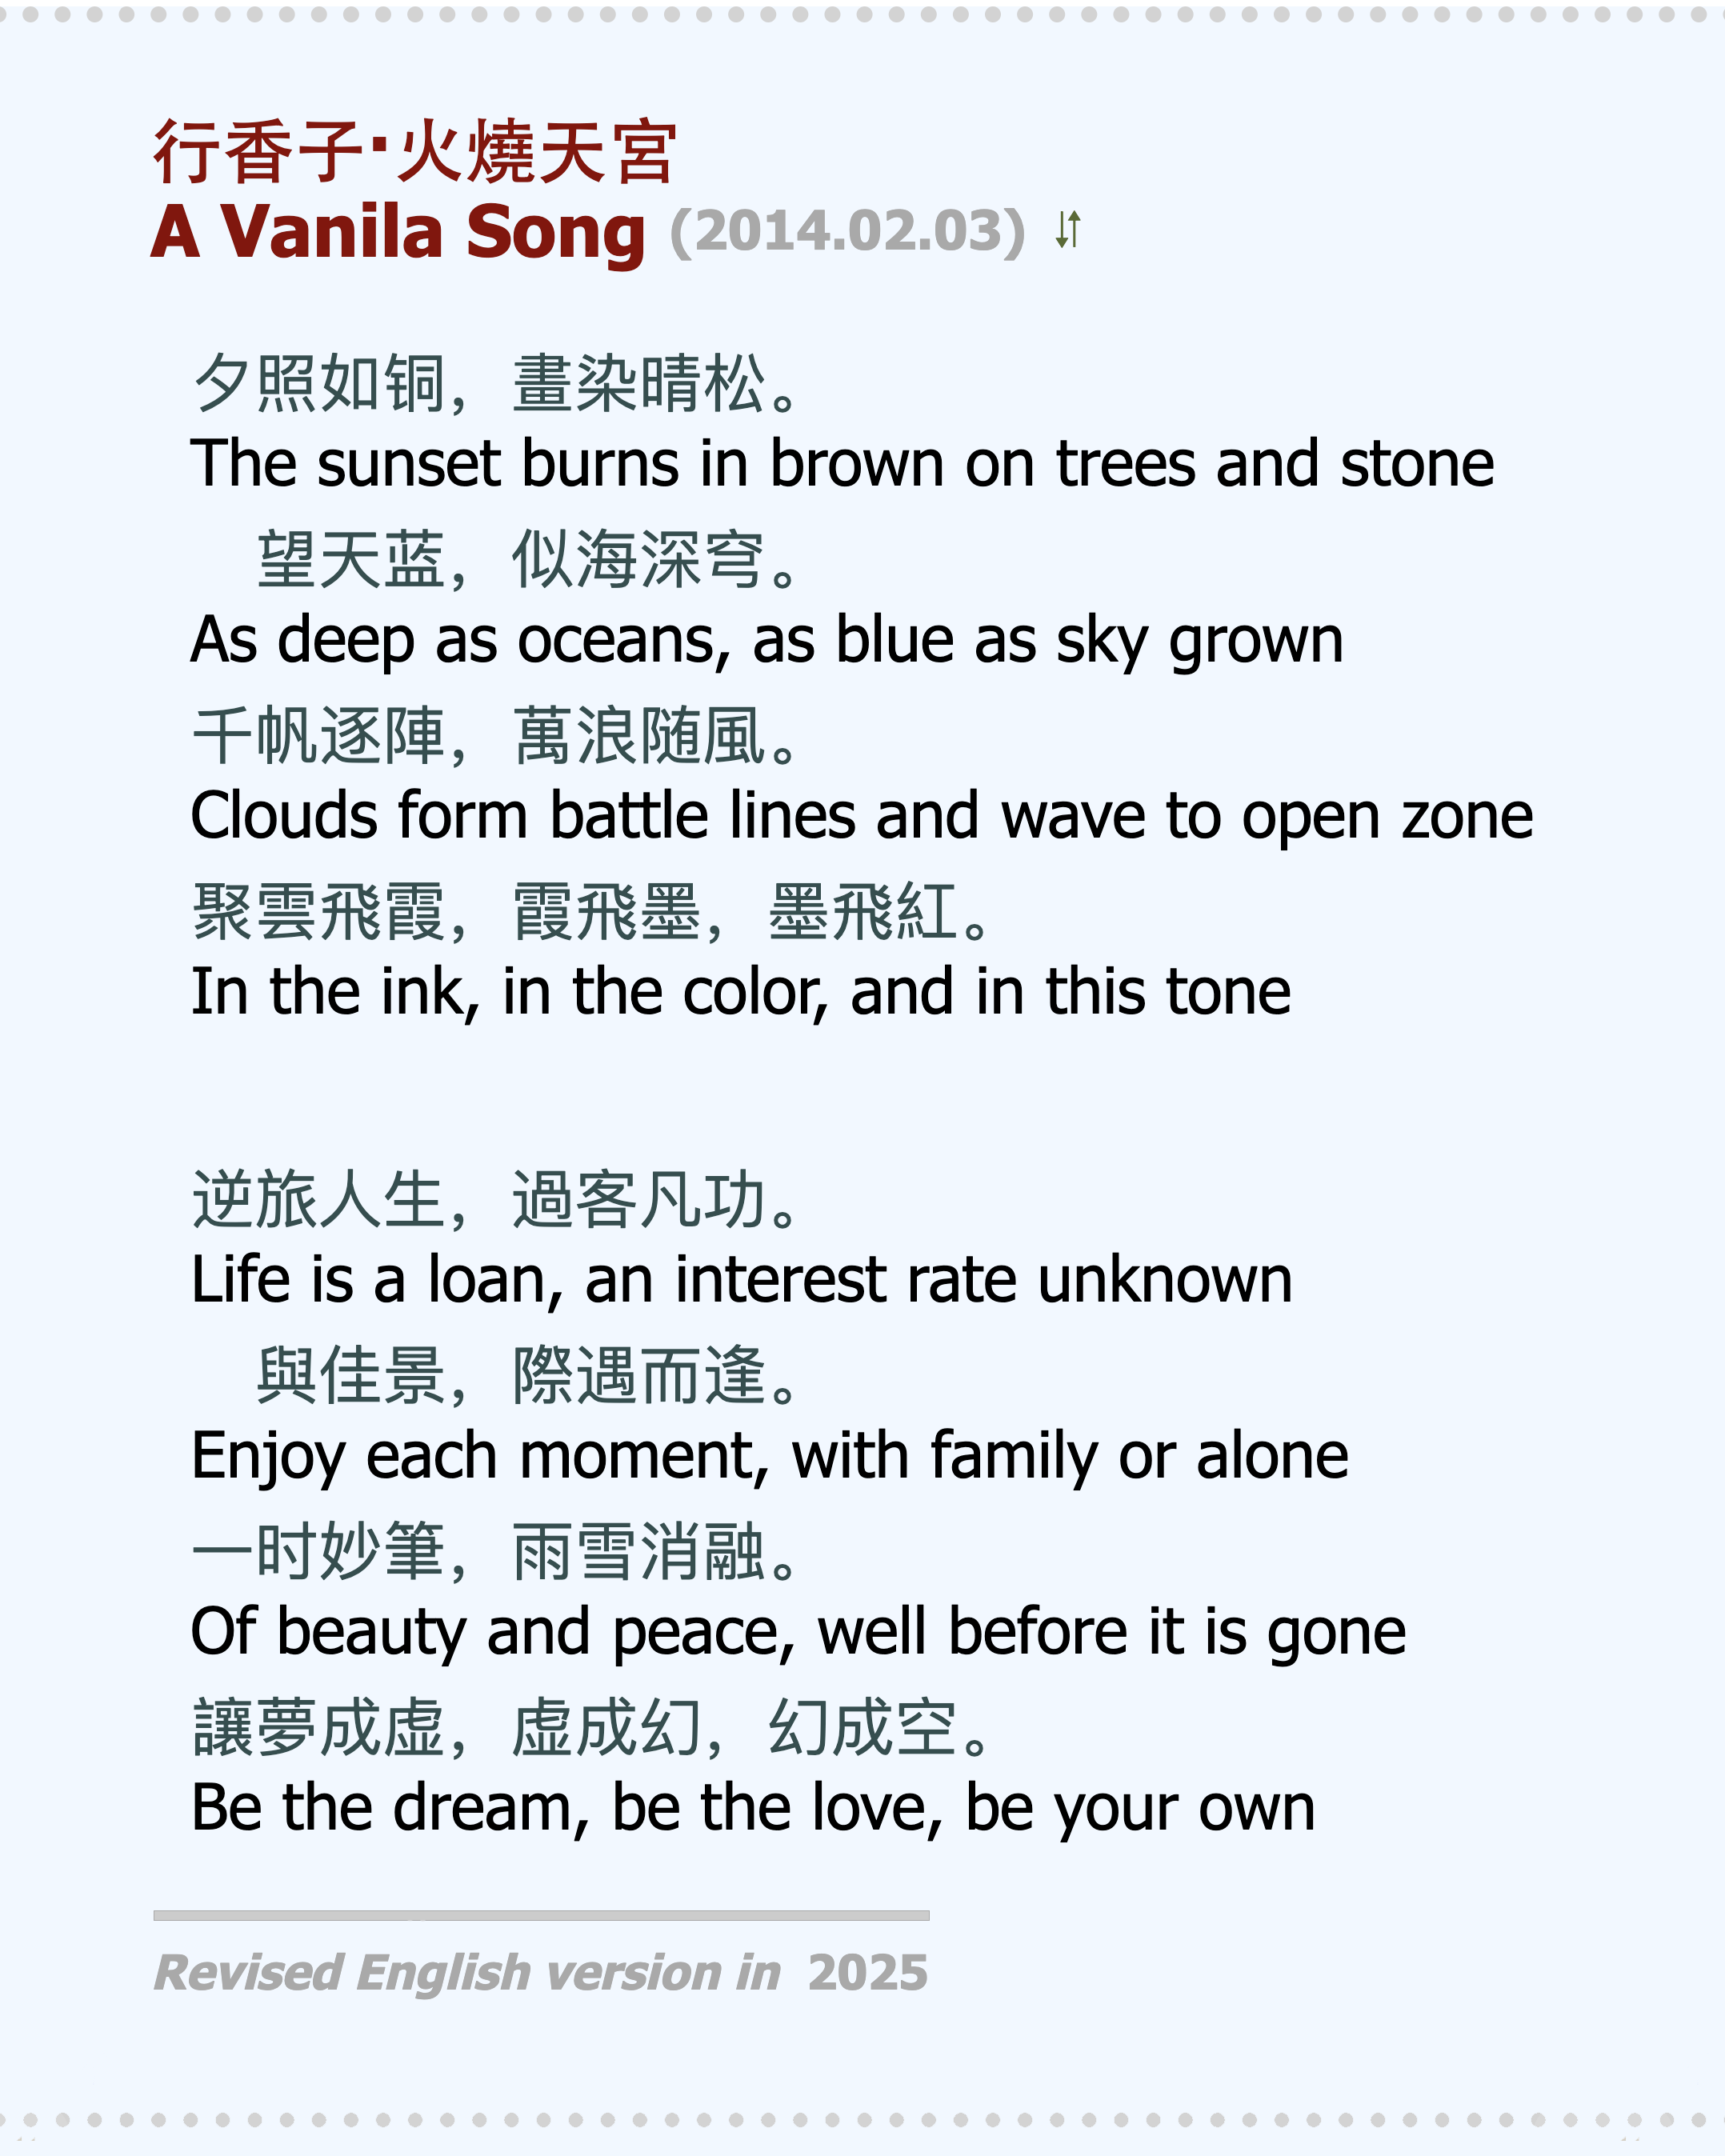 行香子·火燒天宮
A Vanila Song (2014.02.03) ↓↑
夕照如铜，畫染晴松。
The sunset burns in brown on trees and stone
望天蓝，似海深穹。
As deep as oceans, as blue as sky grown
千帆逐陣，萬浪随風。
Clouds form battle lines and wave to open zone
聚雲飛霞，霞飛墨，墨飛紅。
In the ink, in the color, and in this tone
逆旅人生，過客凡功。
Life is a loan, an interest rate unknown
與佳景，際遇而逢。
Enjoy each moment, with family or alone
一时妙筆，雨雪消融。
Of beauty and peace, well before it is gone
讓夢成虚，虚成幻，幻成空。
Be the dream, be the love, be your own
Revised English version in 2025